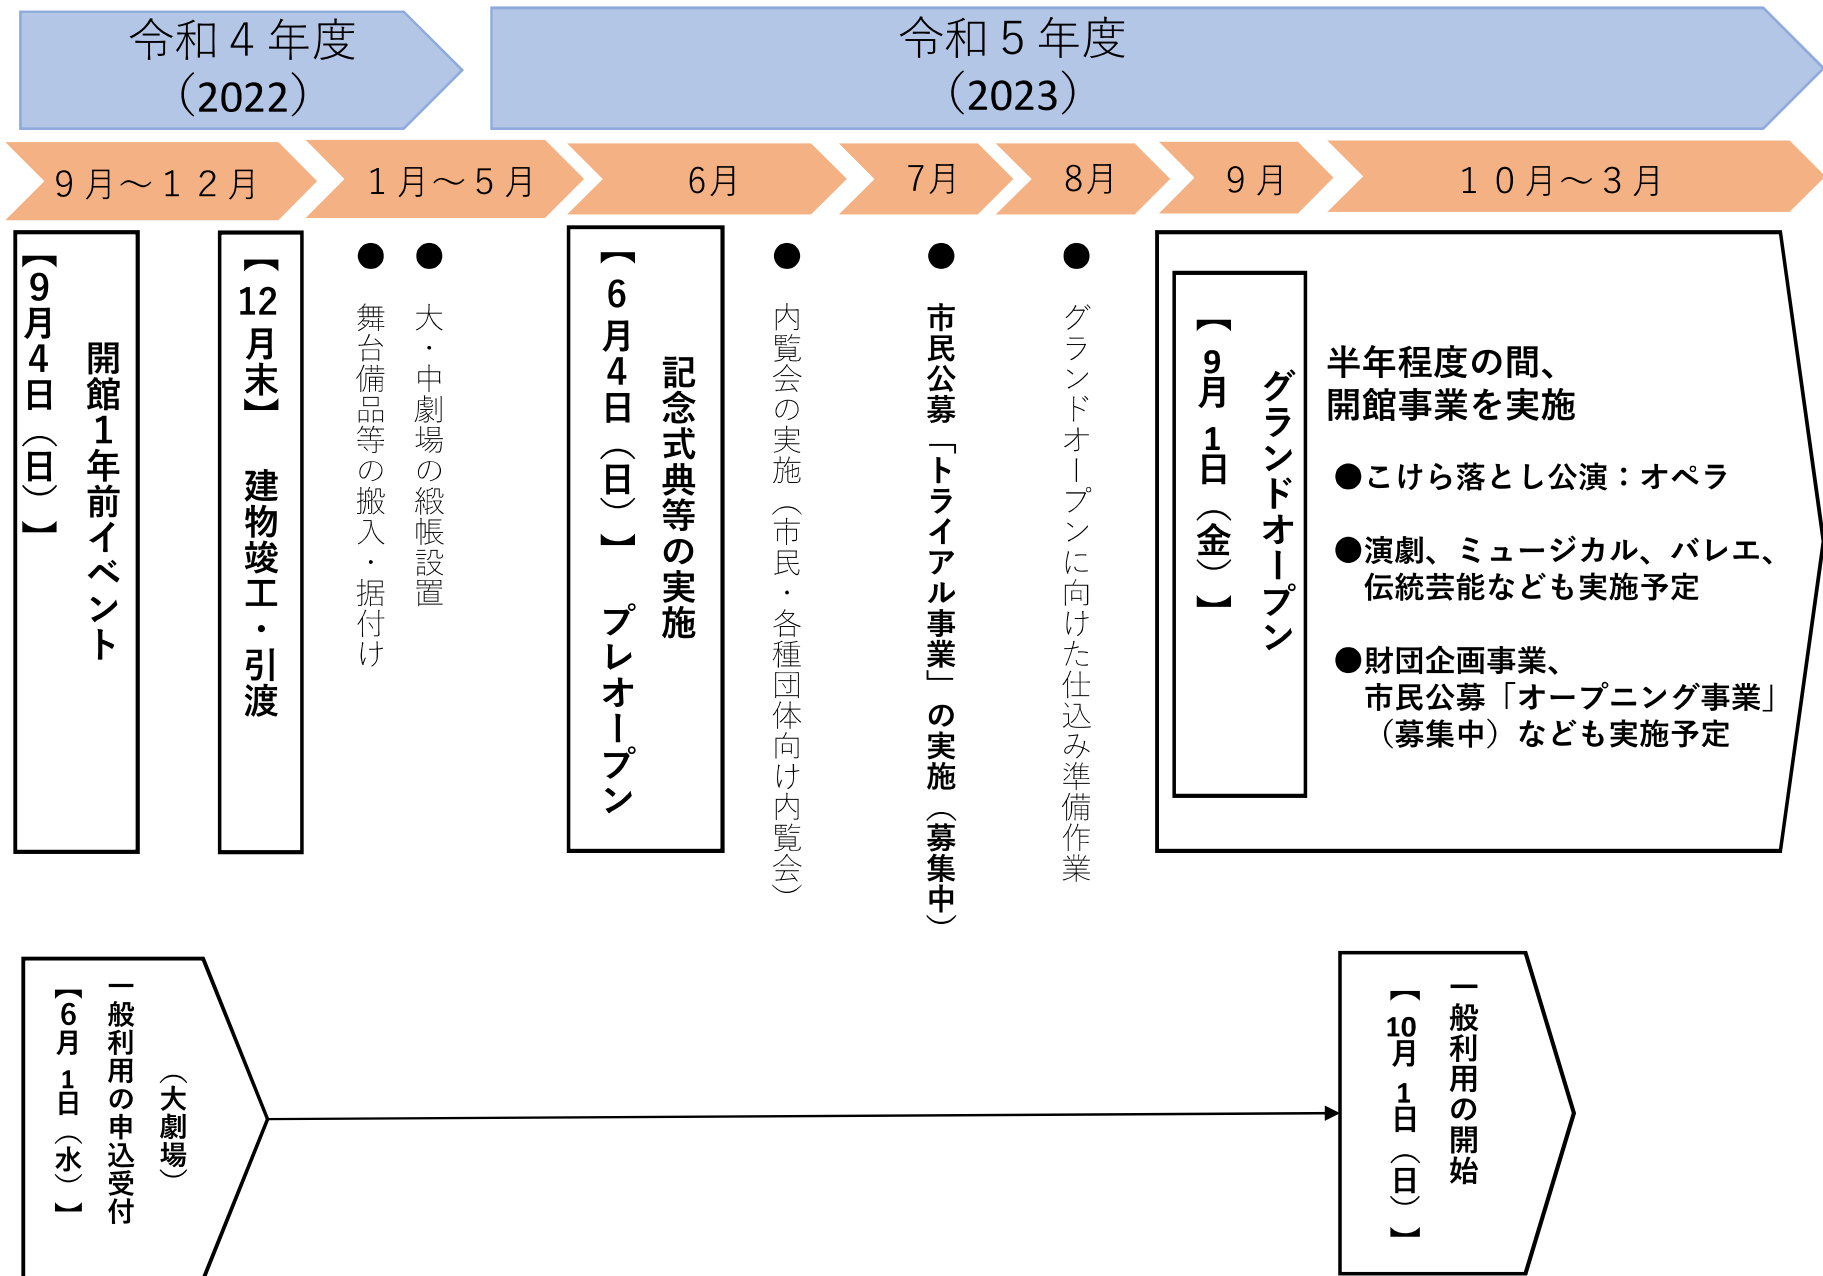 令和４年度
（2022）
令和５年度
（2023）
９月～１２月
１月～５月
6月
7月
8月
９月
１０月～３月
【9月4日（日）】
開館１年前イベント
【12月末】　建物竣工・引渡
●　大・中劇場の緞帳設置
●　舞台備品等の搬入・据付け
【6月4日（日）】　プレオープン
記念式典等の実施
●　内覧会の実施（市民・各種団体向け内覧会）
●　市民公募「トライアル事業」の実施（募集中）
●　グランドオープンに向けた仕込み準備作業
【9月1日（金）】
グランドオープン
半年程度の間、
開館事業を実施
●こけら落とし公演：オペラ
●演劇、ミュージカル、バレエ、
伝統芸能なども実施予定
●財団企画事業、
市民公募「オープニング事業」
（募集中）なども実施予定
【6月1日（水）】
一般利用の申込受付
（大劇場）
【10月1日（日）】
一般利用の開始